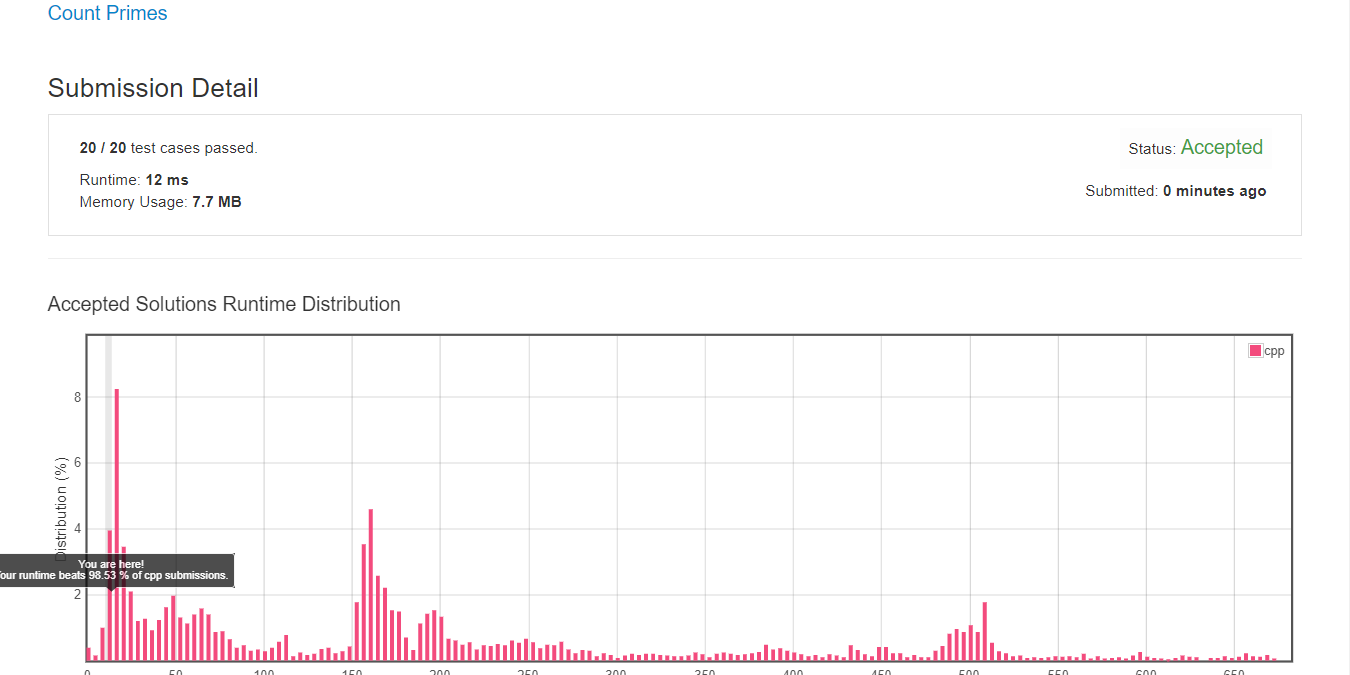 Count Primes
Submission Detail
20 / 20 test cases passed.
Status: Accepted
Runtime: 12 ms
Submitted: 0 minutes ago
Memory Usage: 7.7 MB
Accepted Solutions Runtime Distribution
cpp
8
6
4
2
Distribution (%)
You are here!
our runtime beats 98.53 % of cpp submissions.
0 50 100 150 200 250 300 350 400 450 500 550 600 650